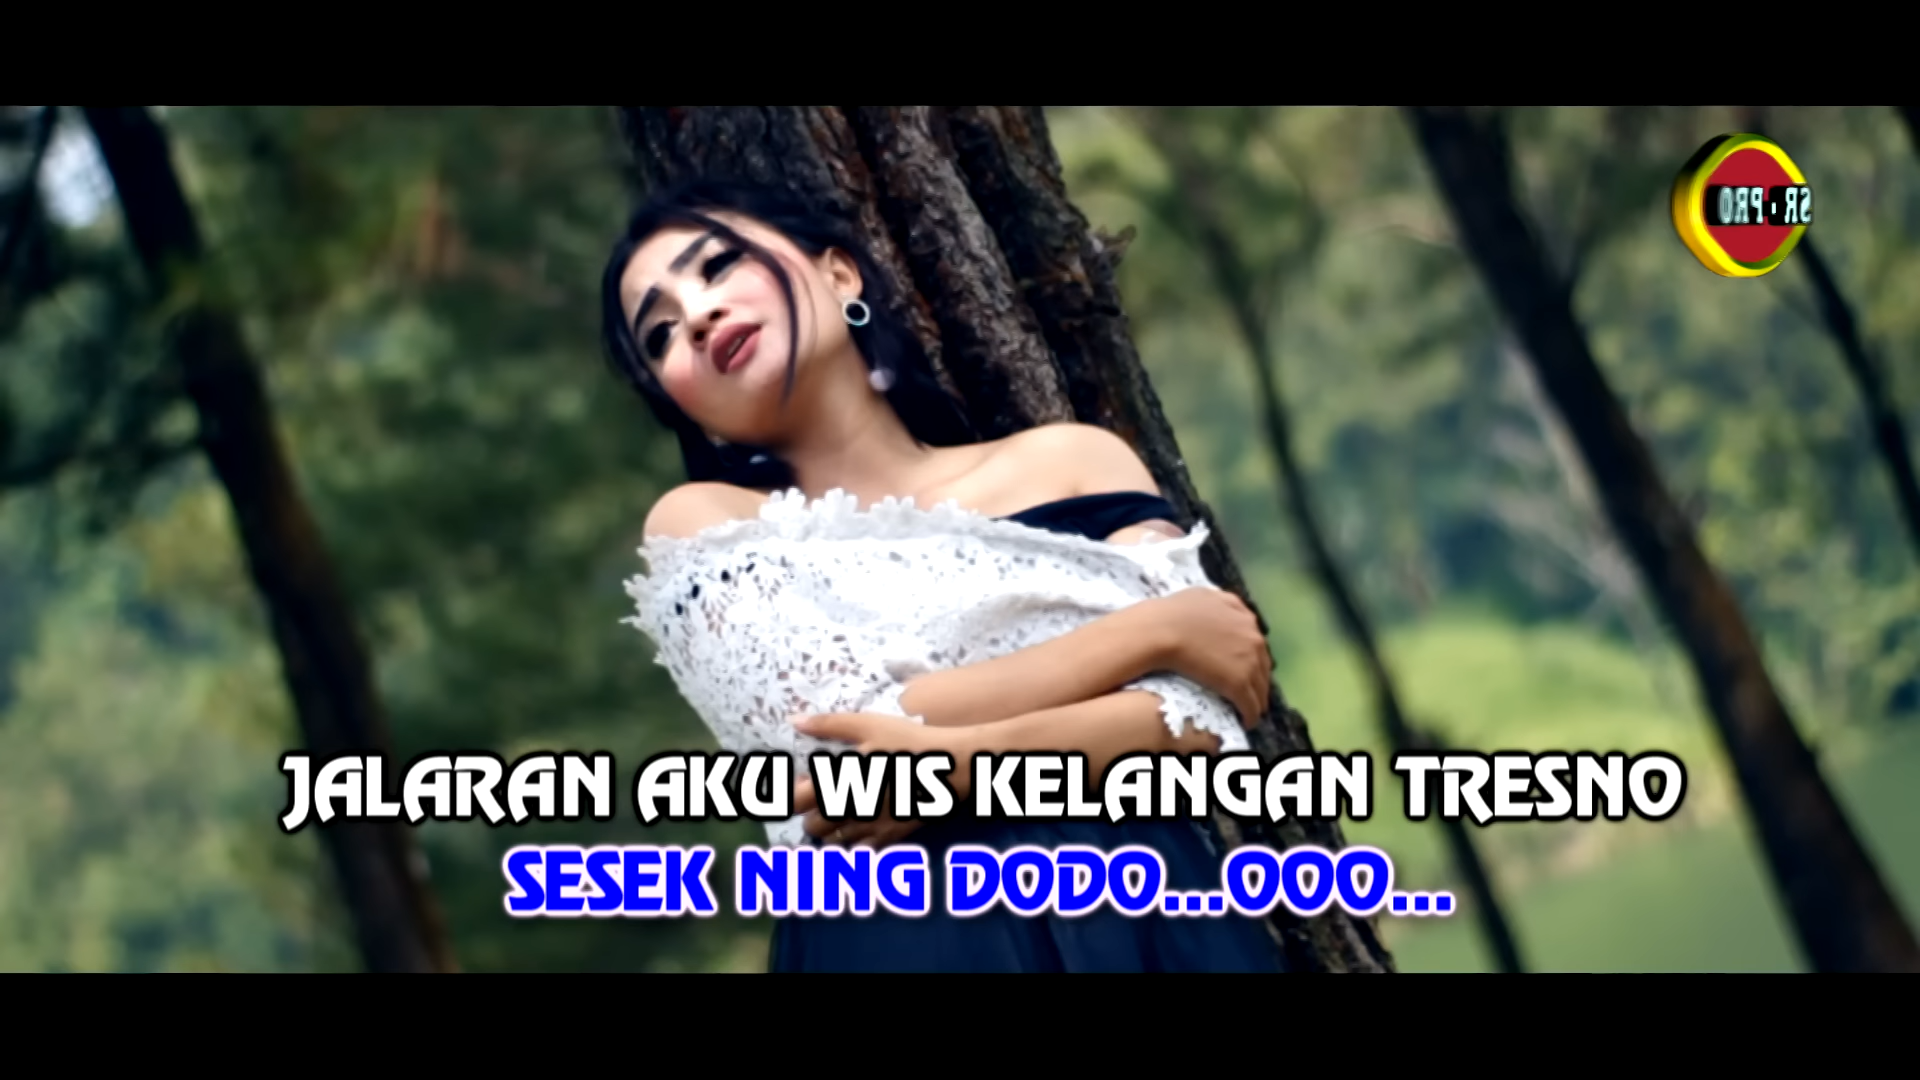 SR • PRO
JALARAN AKU WIS KELANGAN TRESNO
SESEK NING DODO...OOO...